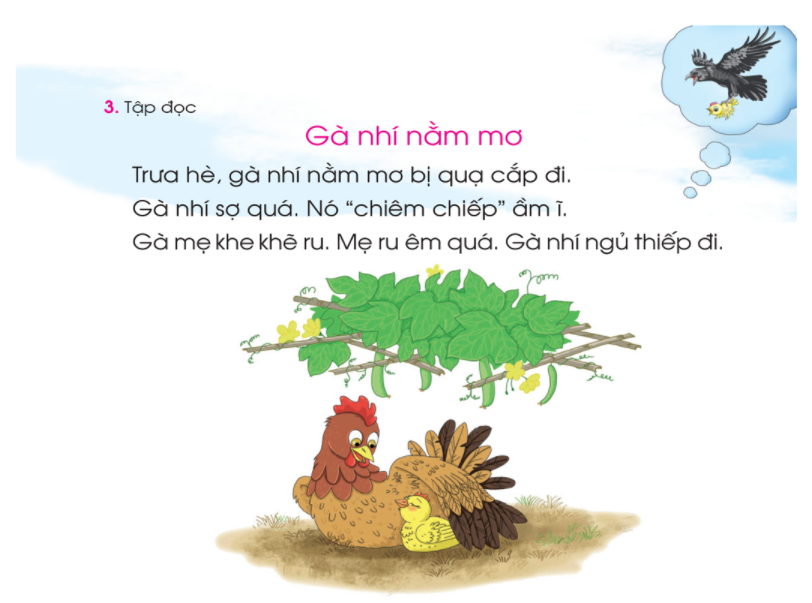 3. Tập đọc
Gà nhí nằm mơ
Trưa hè, gà nhí nằm mơ bị quạ cắp đi.
Gà nhí sợ quá. Nó “chiêm chiếp” ầm ĩ.
Gà mẹ khe khẽ ru. Mẹ ru êm quá. Gà nhí ngủ thiếp đi.